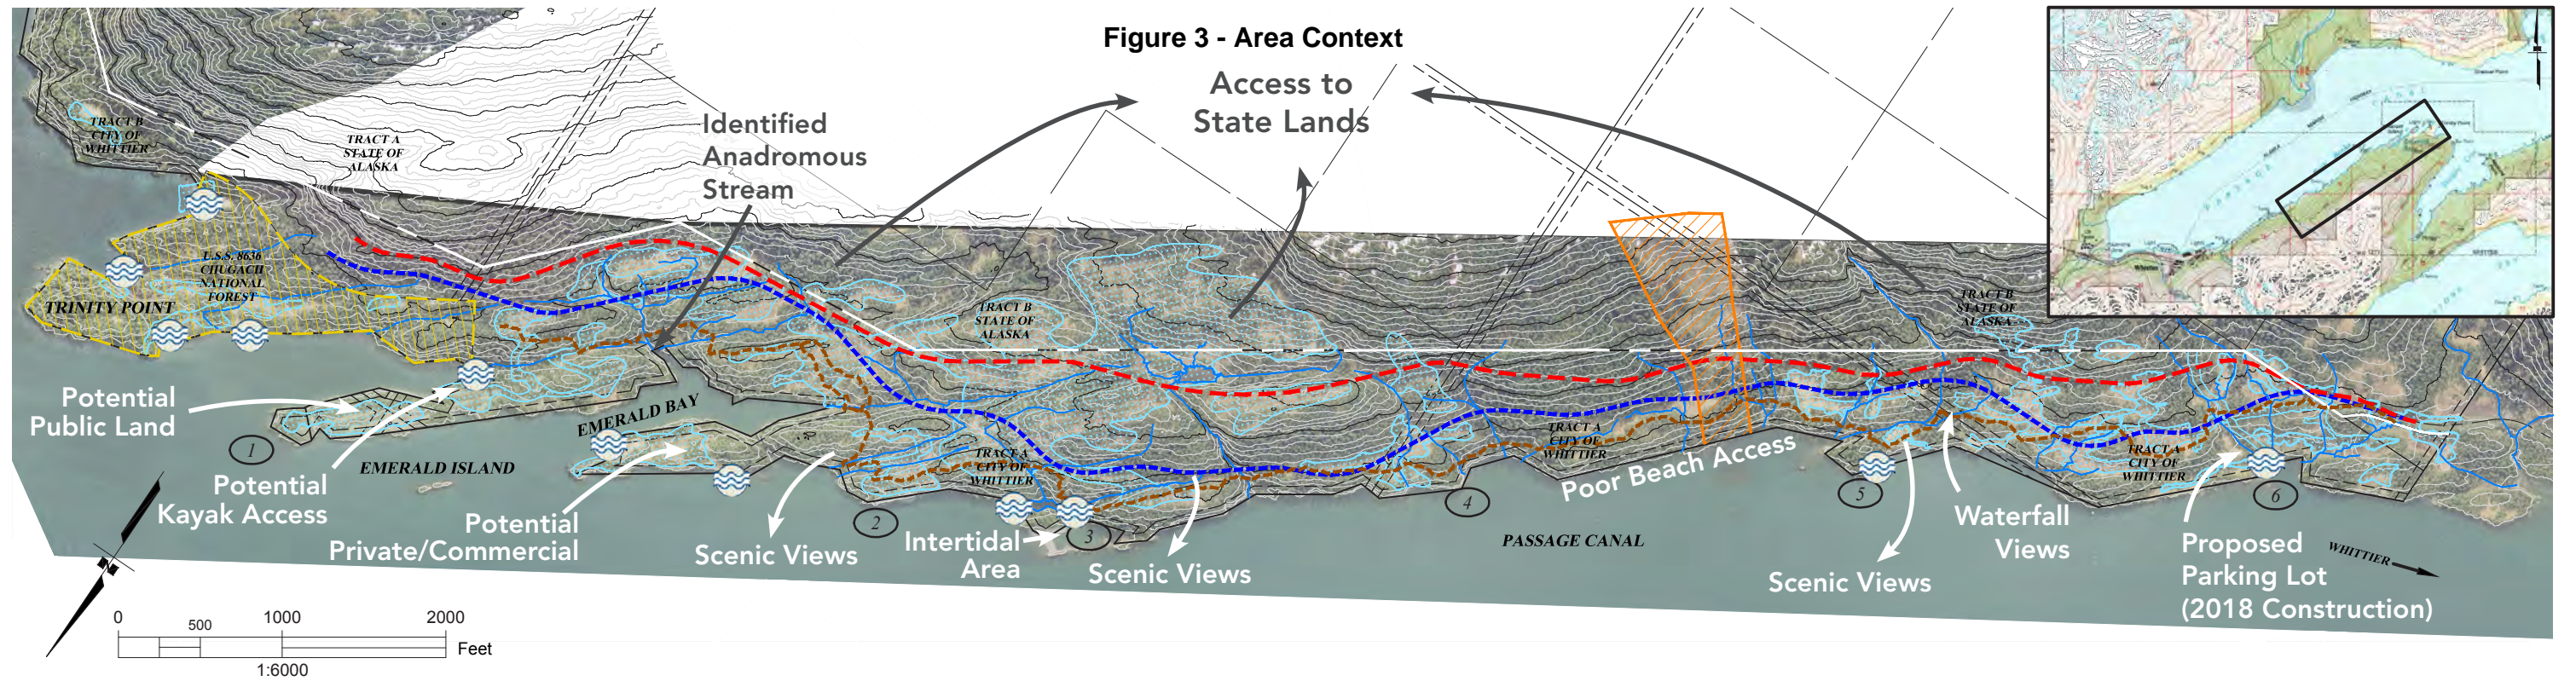 Figure 3 - Area Context
Access to
State Lands
Identified
Anadromous
Stream
TRACT B
CITY OF
WHITTIER
TRACT A
STATE OF
ALASKA
U.S.S. 8636
CHUGACH
NATIONAL
FOREST
TRINITY POINT
TRACT B
STATE OF
ALASKA
TRACT B
STATE OF
ALASKA
Potential
Public Land
1
Potential
Kayak Access
EMERALD ISLAND
EMERALD BAY
Potential
Private/Commercial
Scenic Views
2
TRACT A
CITY OF
WHITTIER
Intertidal
Area
3
Scenic Views
4
TRACT A
CITY OF
WHITTIER
Poor Beach Access
PASSAGE CANAL
5
Scenic Views
Waterfall
Views
TRACT A
CITY OF
WHITTIER
6
Proposed
Parking Lot
(2018 Construction)
WHITTIER
0
500
1000
2000
Feet
1:6000
Whittier